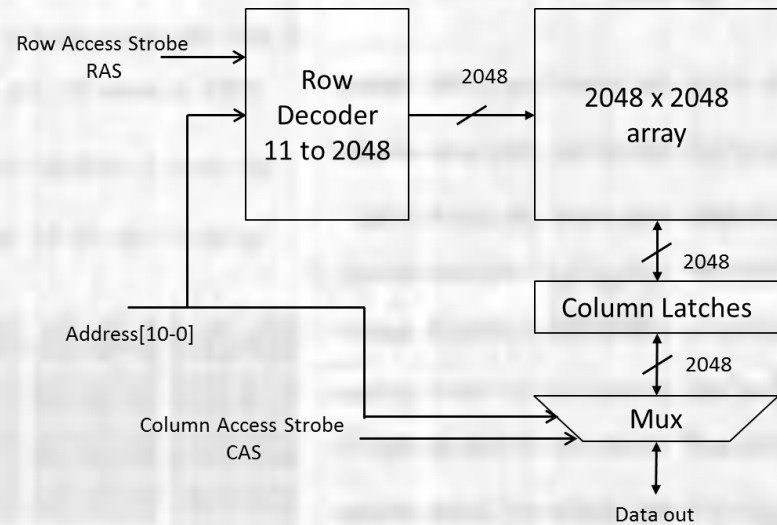 Row Access Strobe
RAS
Row
Decoder
11 to 2048
2048
2048 x 2048
array
2048
Column Latches
2048
Address[10-0]
Mux
Column Access Strobe
CAS
Data out